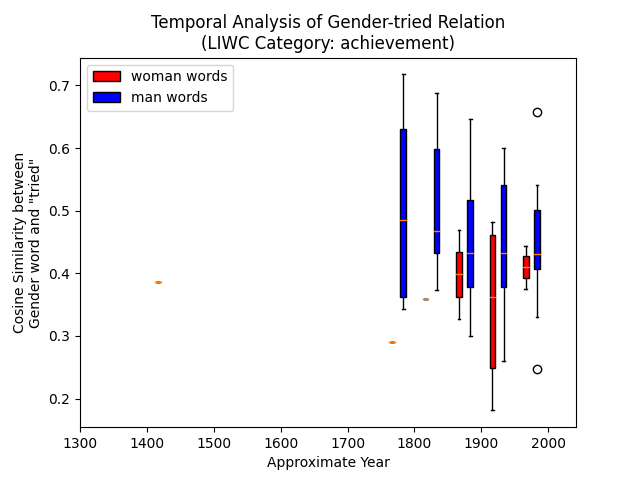 Temporal Analysis of Gender-tried Relation
(LIWC Category: achievement)
woman words
man words
Cosine Similarity between
Gender word and "tried"
0.7
0.6
0.5
0.4
0.3
0.2
1300 1400 1500 1600 1700 1800 1900 2000
Approximate Year